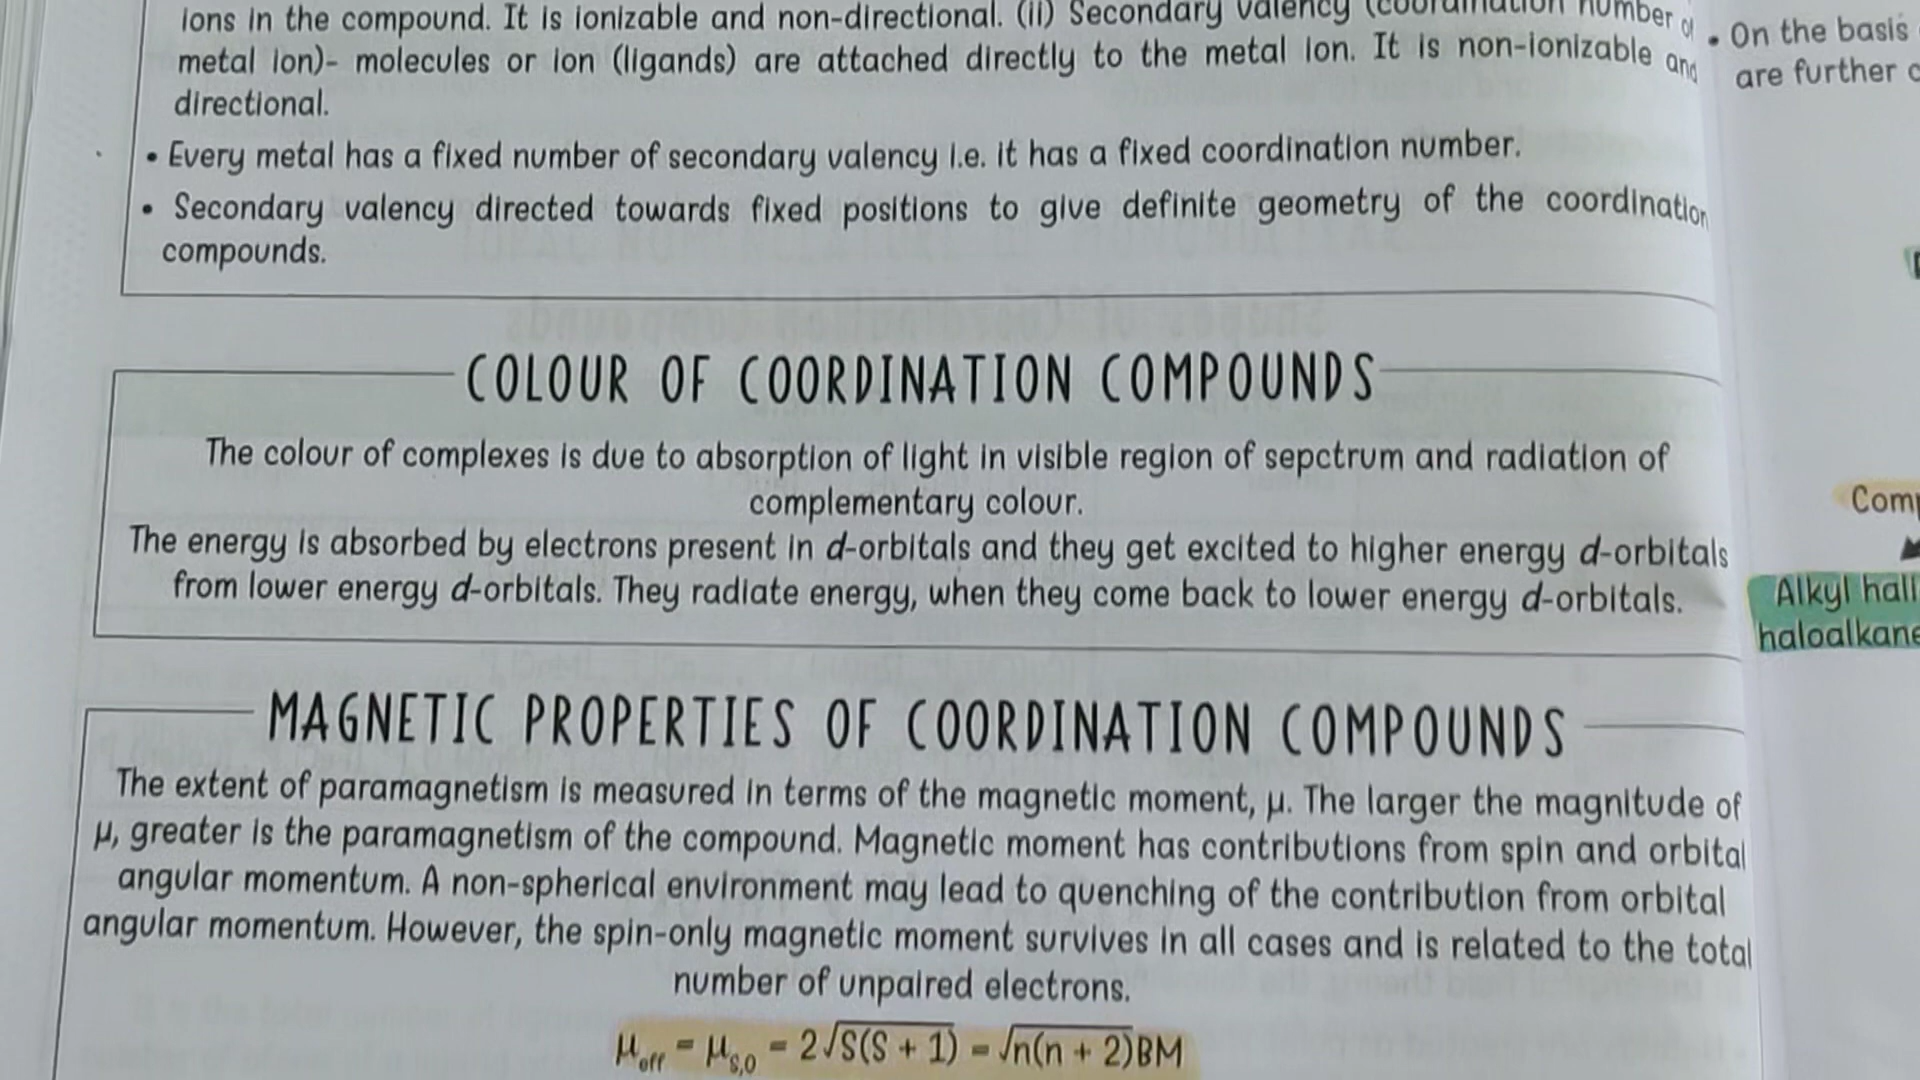 ions in the compound. It is ionizable and non-directional. (ii) Secondary valency (coordination number of
metal ion)- molecules or ion (ligands) are attached directly to the metal ion. It is non-ionizable and
directional.
• Every metal has a fixed number of secondary valency i.e. it has a fixed coordination number.
• Secondary valency directed towards fixed positions to give definite geometry of the coordination
compounds.
COLOUR OF COORDINATION COMPOUNDS
The colour of complexes is due to absorption of light in visible region of sepctrum and radiation of
complementary colour.
The energy is absorbed by electrons present in d-orbitals and they get excited to higher energy d-orbitals
from lower energy d-orbitals. They radiate energy, when they come back to lower energy d-orbitals.
MAGNETIC PROPERTIES OF COORDINATION COMPOUNDS
The extent of paramagnetism is measured in terms of the magnetic moment, μ. The larger the magnitude of
μ, greater is the paramagnetism of the compound. Magnetic moment has contributions from spin and orbital
angular momentum. A non-spherical environment may lead to quenching of the contribution from orbital
angular momentum. However, the spin-only magnetic moment survives in all cases and is related to the total
number of unpaired electrons.
μeff = μs,o = 2√S(S + 1) = √n(n + 2)BM
• On the basis
are further
Alkyl
haloalkane